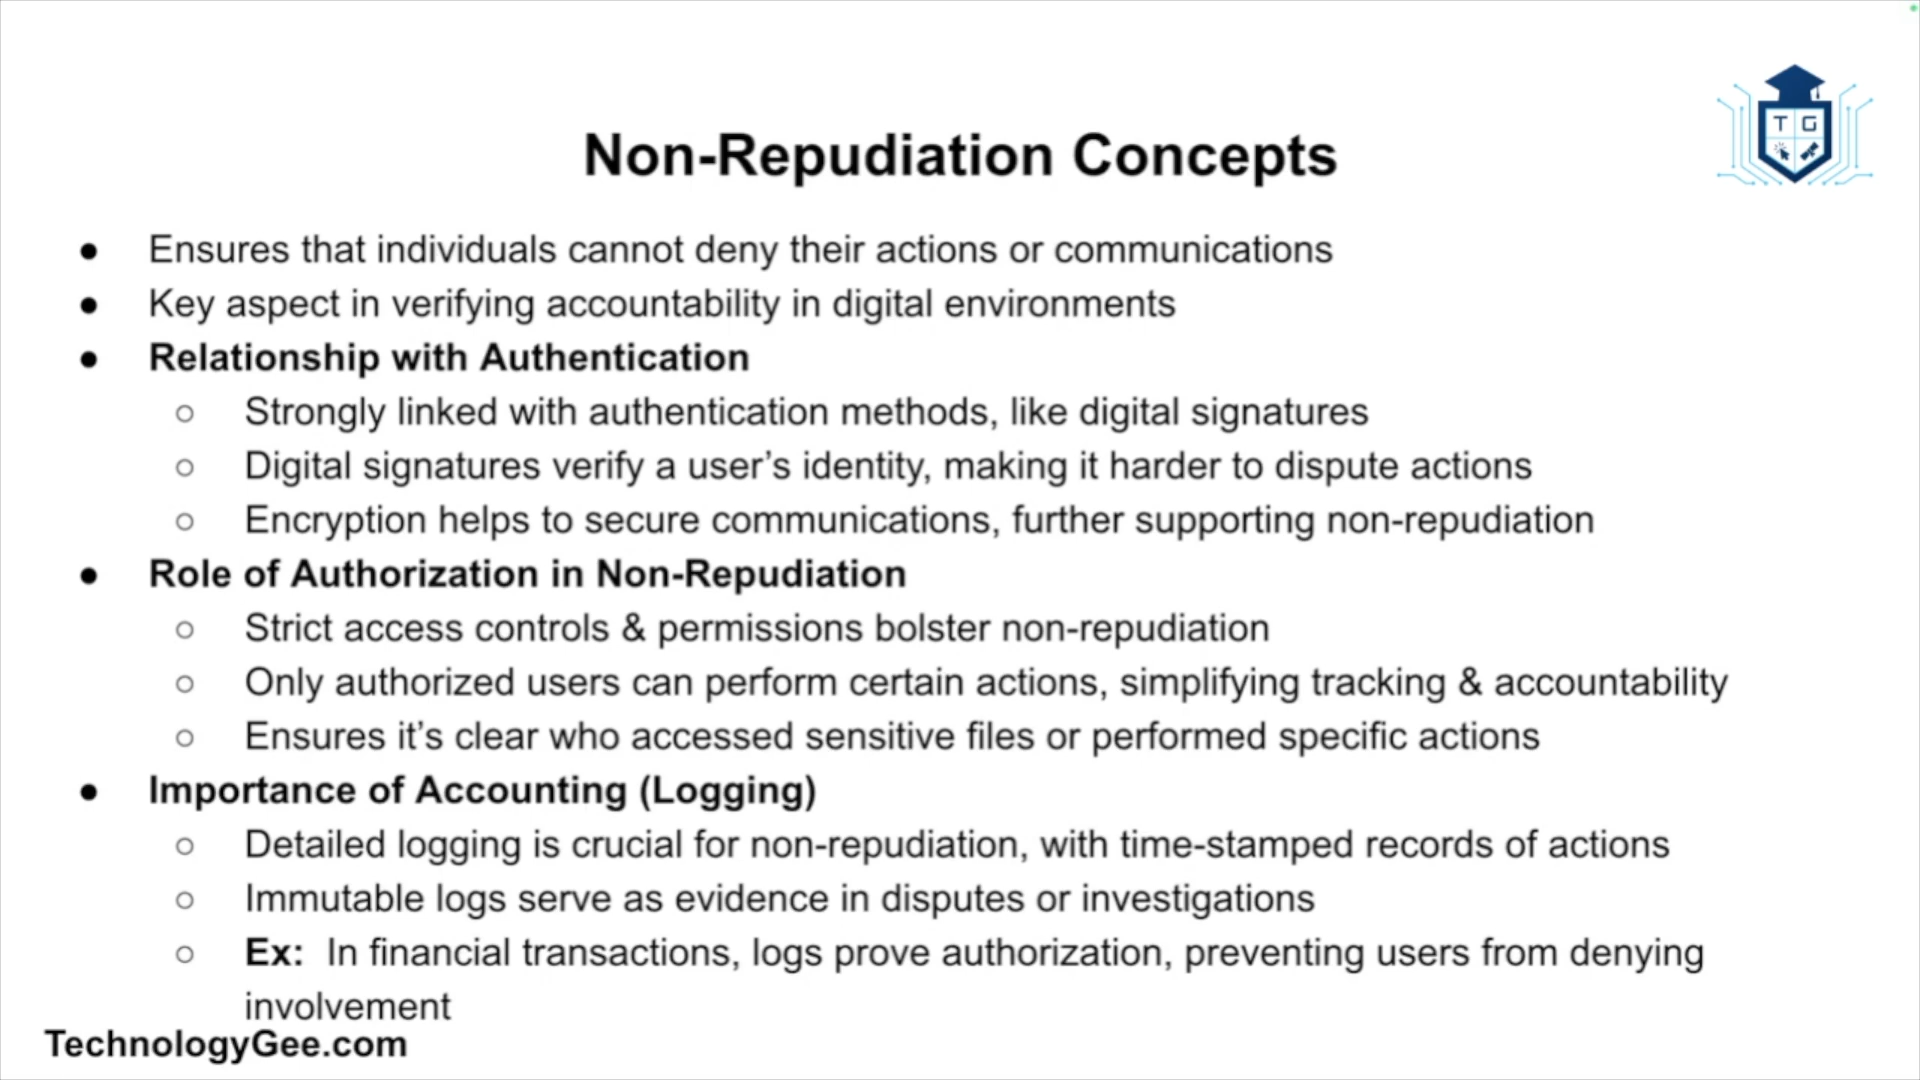 T G
Non-Repudiation Concepts
● Ensures that individuals cannot deny their actions or communications
● Key aspect in verifying accountability in digital environments
● Relationship with Authentication
○ Strongly linked with authentication methods, like digital signatures
○ Digital signatures verify a user’s identity, making it harder to dispute actions
○ Encryption helps to secure communications, further supporting non-repudiation
● Role of Authorization in Non-Repudiation
○ Strict access controls & permissions bolster non-repudiation
○ Only authorized users can perform certain actions, simplifying tracking & accountability
○ Ensures it’s clear who accessed sensitive files or performed specific actions
● Importance of Accounting (Logging)
○ Detailed logging is crucial for non-repudiation, with time-stamped records of actions
○ Immutable logs serve as evidence in disputes or investigations
○ Ex: In financial transactions, logs prove authorization, preventing users from denying
involvement
TechnologyGee.com